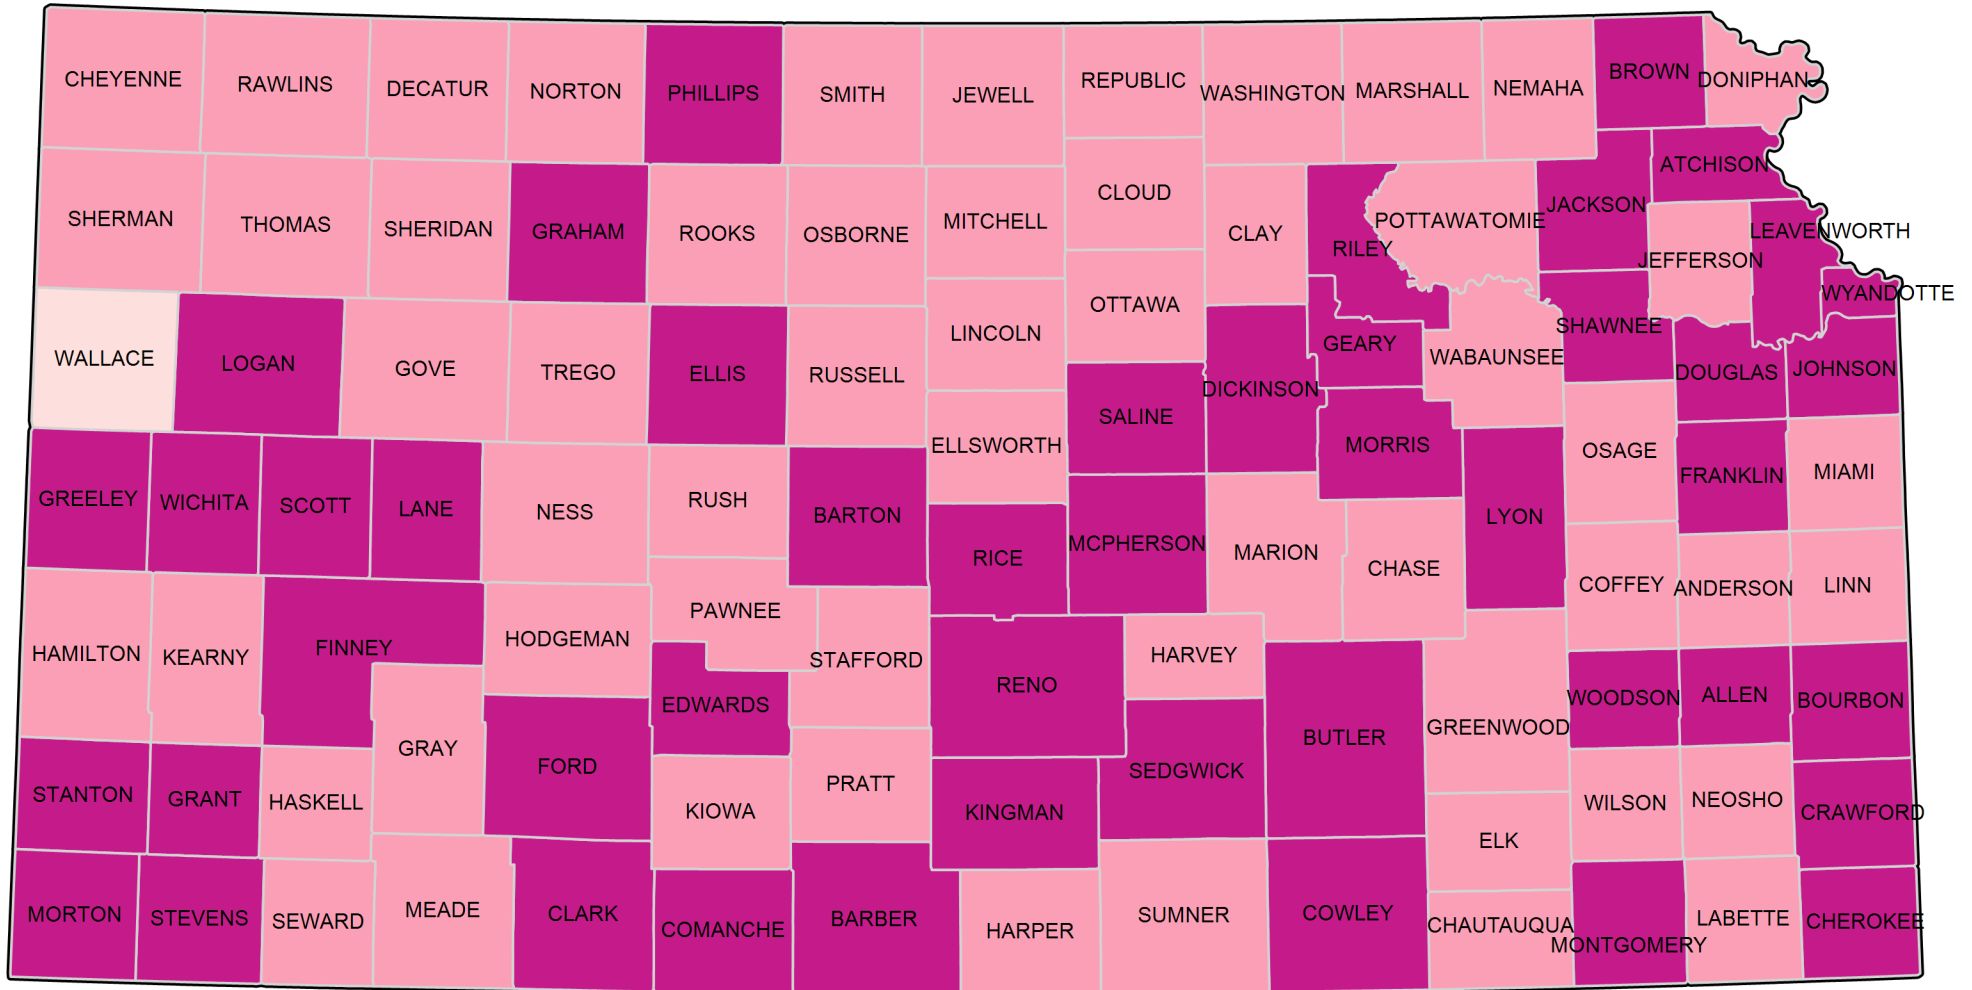 CHEYENNE
RAWLINS
DECATUR
NORTON
PHILLIPS
SMITH
JEWELL
REPUBLIC
WASHINGTON
MARSHALL
NEMAHA
BROWN
DONIPHAN
SHERMAN
THOMAS
SHERIDAN
GRAHAM
ROOKS
OSBORNE
MITCHELL
CLOUD
CLAY
RILEY
POTTAWATOMIE
JACKSON
ATCHISON
JEFFERSON
LEAVENWORTH
WYANDOTTE
WALLACE
LOGAN
GOVE
TREGO
ELLIS
RUSSELL
LINCOLN
OTTAWA
DICKINSON
GEARY
WABAUNSEE
SHAWNEE
DOUGLAS
JOHNSON
ELLSWORTH
SALINE
MORRIS
OSAGE
FRANKLIN
MIAMI
GREELEY
WICHITA
SCOTT
LANE
NESS
RUSH
BARTON
RICE
MCPHERSON
MARION
CHASE
LYON
COFFEY
ANDERSON
LINN
HAMILTON
KEARNY
FINNEY
HODGEMAN
PAWNEE
STAFFORD
RENO
HARVEY
EDWARDS
GRAY
FORD
KIOWA
PRATT
KINGMAN
SEDGWICK
BUTLER
GREENWOOD
WOODSON
ALLEN
BOURBON
STANTON
GRANT
HASKELL
ELK
WILSON
NEOSHO
CRAWFORD
MORTON
STEVENS
SEWARD
MEADE
CLARK
COMANCHE
BARBER
HARPER
SUMNER
COWLEY
CHAUTAUQUA
MONTGOMERY
LABETTE
CHEROKEE